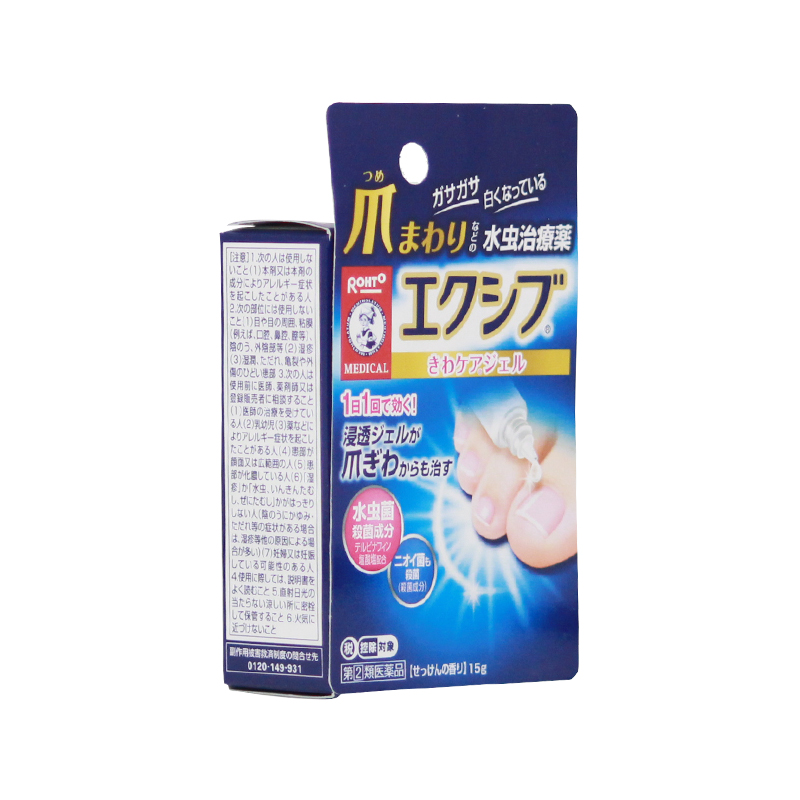 つめ
爪まわりなどの水虫治療薬
ガサガサ 白くなっている
ROHTO
MEDICAL
エクシブ®
きわケアジェル
1日1回で効く!
浸透ジェルが
爪ぎわからも治す
水虫菌
殺菌成分
テルビナフィン
塩酸塩配合
ニオイ菌も
殺菌
(殺菌成分)
税 控除対象
指②類医薬品
[せっけんの香り] 15g
[注意] 1.次の人は使用しな
いこと(1)本剤又は本剤の
成分によりアレルギー症状
を起こしたことがある人
2.次の部位には使用しない
こと(1)目や目の周囲、粘膜
(例えば、口腔、鼻腔、膣等)、
陰のう、外陰部等(2)湿疹
(3)湿潤、ただれ、亀裂や外
傷のひどい患部 3.次の人は
使用前に医師、薬剤師又は
登録販売者に相談すること
(1)医師の治療を受けてい
る人(2)乳幼児(3)薬などに
よりアレルギー症状を起こし
たことがある人(4)患部が
顔面又は広範囲の人(5)患
部が化膿している人(6)「湿
疹」か「水虫、いんきんたむ
し、ぜにたむし」かがはっきり
しない人(陰のうにかゆみ・
ただれ等の症状がある場合
は、湿疹等他の原因による場
合が多い)(7)妊婦又は妊娠
している可能性のある人
4.使用に際しては、説明書を
よく読むこと 5.直射日光の
当たらない涼しい所に密栓
して保管すること 6.火気に
近づけないこと
副作用被害救済制度の問合せ先
0120-149-931